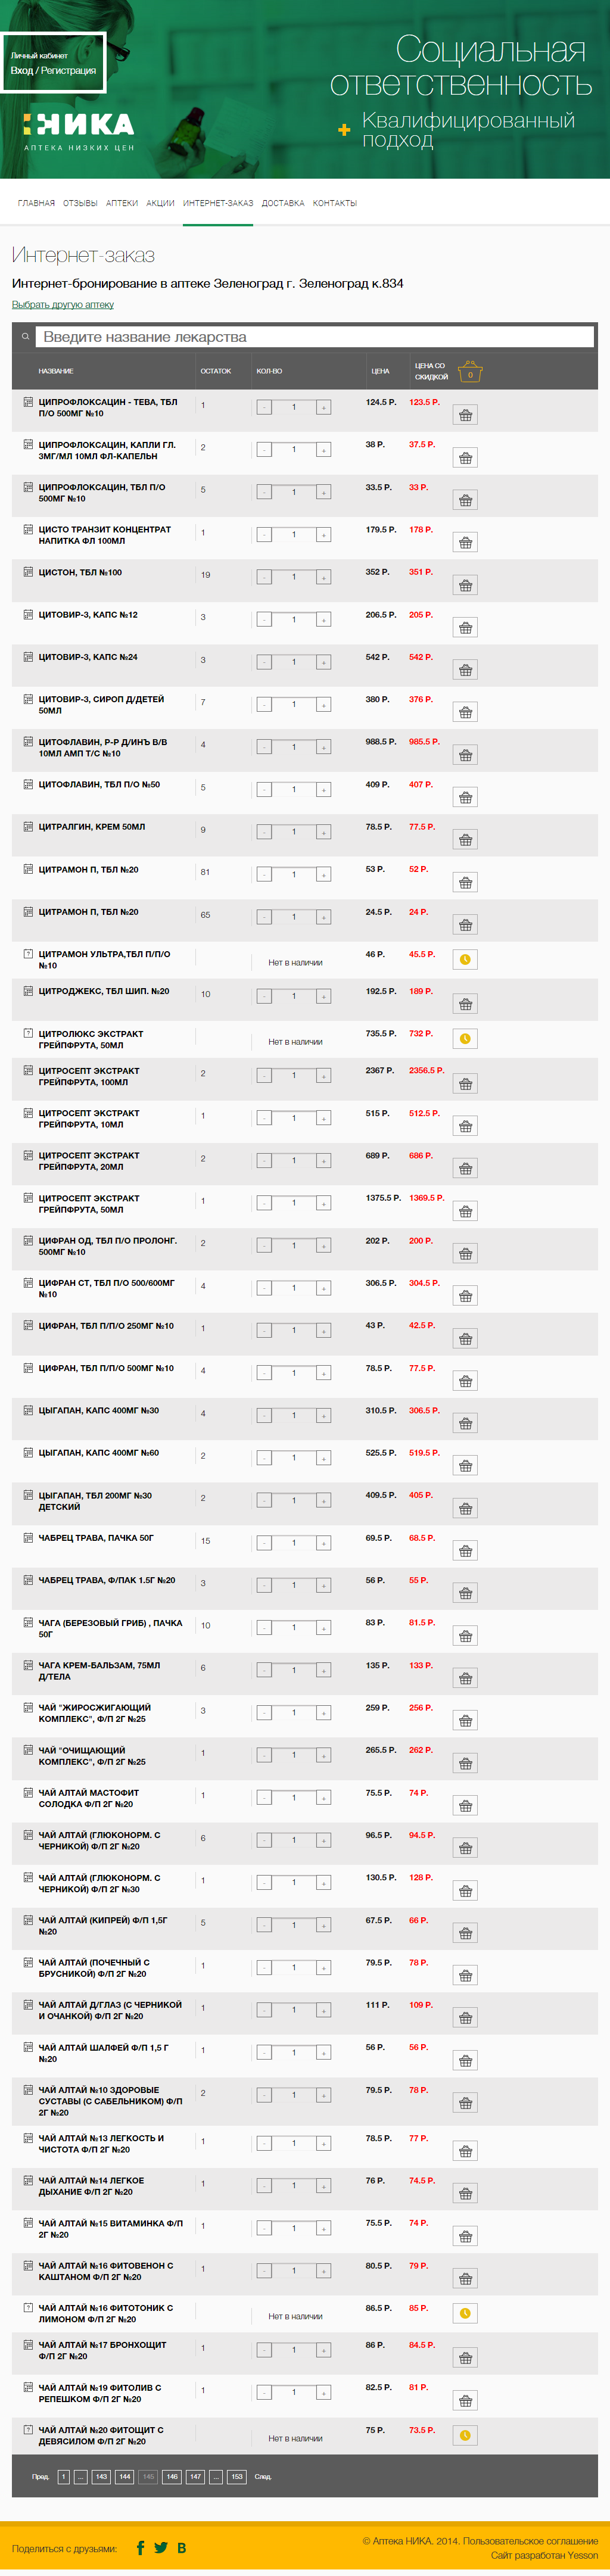 Личный кабинет
Вход / Регистрация
Социальная
ответственность
Квалифицированный
подход
НИКА
АПТЕКА НИЗКИХ ЦЕН
ГЛАВНАЯ ОТЗЫВЫ АПТЕКИ АКЦИИ ИНТЕРНЕТ-ЗАКАЗ ДОСТАВКА КОНТАКТЫ
Интернет-заказ
Интернет-бронирование в аптеке Зеленоград г. Зеленоград к.834
Выбрать другую аптеку
Введите название лекарства
НАЗВАНИЕ ОСТАТОК КОЛ-ВО ЦЕНА ЦЕНА СО
СКИДКОЙ 0
ЦИПРОФЛОКСАЦИН - ТЕВА, ТБЛ 1 - 1 + 124.5 Р. 123.5 Р.
П/О 500МГ №10
ЦИПРОФЛОКСАЦИН, КАПЛИ ГЛ. 2 - 1 + 38 Р. 37.5 Р.
3МГ/МЛ 10МЛ ФЛ-КАПЕЛЬН
ЦИПРОФЛОКСАЦИН, ТБЛ П/О 5 - 1 + 33.5 Р. 33 Р.
500МГ №10
ЦИСТО ТРАНЗИТ КОНЦЕНТРАТ 1 - 1 + 179.5 Р. 178 Р.
НАПИТКА ФЛ 100МЛ
ЦИСТОН, ТБЛ №100 19 - 1 + 352 Р. 351 Р.
ЦИТОВИР-3, КАПС №12 3 - 1 + 206.5 Р. 205 Р.
ЦИТОВИР-3, КАПС №24 3 - 1 + 542 Р. 542 Р.
ЦИТОВИР-3, СИРОП Д/ДЕТЕЙ 7 - 1 + 380 Р. 376 Р.
50МЛ
ЦИТОФЛАВИН, Р-Р Д/ИНЪ В/В 4 - 1 + 988.5 Р. 985.5 Р.
10МЛ АМП Т/С №10
ЦИТОФЛАВИН, ТБЛ П/О №50 5 - 1 + 409 Р. 407 Р.
ЦИТРАЛГИН, КРЕМ 50МЛ 9 - 1 + 78.5 Р. 77.5 Р.
ЦИТРАМОН П, ТБЛ №20 81 - 1 + 53 Р. 52 Р.
ЦИТРАМОН П, ТБЛ №20 65 - 1 + 24.5 Р. 24 Р.
ЦИТРАМОН УЛЬТРА,ТБЛ П/П/О Нет в наличии 46 Р. 45.5 Р.
№10
ЦИТРОДЖЕКС, ТБЛ ШИП. №20 10 - 1 + 192.5 Р. 189 Р.
ЦИТРОЛЮКС ЭКСТРАКТ Нет в наличии 735.5 Р. 732 Р.
ГРЕЙПФРУТА, 50МЛ
ЦИТРОСЕПТ ЭКСТРАКТ 2 - 1 + 2367 Р. 2356.5 Р.
ГРЕЙПФРУТА, 100МЛ
ЦИТРОСЕПТ ЭКСТРАКТ 1 - 1 + 515 Р. 512.5 Р.
ГРЕЙПФРУТА, 10МЛ
ЦИТРОСЕПТ ЭКСТРАКТ 2 - 1 + 689 Р. 686 Р.
ГРЕЙПФРУТА, 20МЛ
ЦИТРОСЕПТ ЭКСТРАКТ 1 - 1 + 1375.5 Р. 1369.5 Р.
ГРЕЙПФРУТА, 50МЛ
ЦИФРАН ОД, ТБЛ П/О ПРОЛОНГ. 2 - 1 + 202 Р. 200 Р.
500МГ №10
ЦИФРАН СТ, ТБЛ П/О 500/600МГ 4 - 1 + 306.5 Р. 304.5 Р.
№10
ЦИФРАН, ТБЛ П/П/О 250МГ №10 1 - 1 + 43 Р. 42.5 Р.
ЦИФРАН, ТБЛ П/П/О 500МГ №10 4 - 1 + 78.5 Р. 77.5 Р.
ЦЫГАПАН, КАПС 400МГ №30 4 - 1 + 310.5 Р. 306.5 Р.
ЦЫГАПАН, КАПС 400МГ №60 2 - 1 + 525.5 Р. 519.5 Р.
ЦЫГАПАН, ТБЛ 200МГ №30 2 - 1 + 409.5 Р. 405 Р.
ДЕТСКИЙ
ЧАБРЕЦ ТРАВА, ПАЧКА 50Г 15 - 1 + 69.5 Р. 68.5 Р.
ЧАБРЕЦ ТРАВА, Ф/ПАК 1.5Г №20 3 - 1 + 56 Р. 55 Р.
ЧАГА (БЕРЕЗОВЫЙ ГРИБ) , ПАЧКА 10 - 1 + 83 Р. 81.5 Р.
50Г
ЧАГА КРЕМ-БАЛЬЗАМ, 75МЛ 6 - 1 + 135 Р. 133 Р.
Д/ТЕЛА
ЧАЙ "ЖИРОСЖИГАЮЩИЙ 3 - 1 + 259 Р. 256 Р.
КОМПЛЕКС", Ф/П 2Г №25
ЧАЙ "ОЧИЩАЮЩИЙ 1 - 1 + 265.5 Р. 262 Р.
КОМПЛЕКС", Ф/П 2Г №25
ЧАЙ АЛТАЙ МАСТОФИТ 1 - 1 + 75.5 Р. 74 Р.
СОЛОДКА Ф/П 2Г №20
ЧАЙ АЛТАЙ (ГЛЮКОНОРМ. С 6 - 1 + 96.5 Р. 94.5 Р.
ЧЕРНИКОЙ) Ф/П 2Г №20
ЧАЙ АЛТАЙ (ГЛЮКОНОРМ. С 1 - 1 + 130.5 Р. 128 Р.
ЧЕРНИКОЙ) Ф/П 2Г №30
ЧАЙ АЛТАЙ (КИПРЕЙ) Ф/П 1,5Г 5 - 1 + 67.5 Р. 66 Р.
№20
ЧАЙ АЛТАЙ (ПОЧЕЧНЫЙ С 1 - 1 + 79.5 Р. 78 Р.
БРУСНИКОЙ) Ф/П 2Г №20
ЧАЙ АЛТАЙ Д/ГЛАЗ (С ЧЕРНИКОЙ 1 - 1 + 111 Р. 109 Р.
И ОЧАНКОЙ) Ф/П 2Г №20
ЧАЙ АЛТАЙ ШАЛФЕЙ Ф/П 1,5 Г 1 - 1 + 56 Р. 56 Р.
№20
ЧАЙ АЛТАЙ №10 ЗДОРОВЫЕ 2 - 1 + 79.5 Р. 78 Р.
СУСТАВЫ (С САБЕЛЬНИКОМ) Ф/П
2Г №20
ЧАЙ АЛТАЙ №13 ЛЕГКОСТЬ И 1 - 1 + 78.5 Р. 77 Р.
ЧИСТОТА Ф/П 2Г №20
ЧАЙ АЛТАЙ №14 ЛЕГКОЕ 1 - 1 + 76 Р. 74.5 Р.
ДЫХАНИЕ Ф/П 2Г №20
ЧАЙ АЛТАЙ №15 ВИТАМИНКА Ф/П 1 - 1 + 75.5 Р. 74 Р.
2Г №20
ЧАЙ АЛТАЙ №16 ФИТОВЕНОН С 1 - 1 + 80.5 Р. 79 Р.
КАШТАНОМ Ф/П 2Г №20
ЧАЙ АЛТАЙ №16 ФИТОТОНИК С Нет в наличии 86.5 Р. 85 Р.
ЛИМОНОМ Ф/П 2Г №20
ЧАЙ АЛТАЙ №17 БРОНХОЩИТ 1 - 1 + 86 Р. 84.5 Р.
Ф/П 2Г №20
ЧАЙ АЛТАЙ №19 ФИТОЛИВ С 1 - 1 + 82.5 Р. 81 Р.
РЕПЕШКОМ Ф/П 2Г №20
ЧАЙ АЛТАЙ №20 ФИТОЩИТ С Нет в наличии 75 Р. 73.5 Р.
ДЕВЯСИЛОМ Ф/П 2Г №20
Пред. 1 ... 143 144 145 146 147 ... 153 След.
Поделиться с друзьями:
© Аптека НИКА. 2014. Пользовательское соглашение
Сайт разработан Yesson